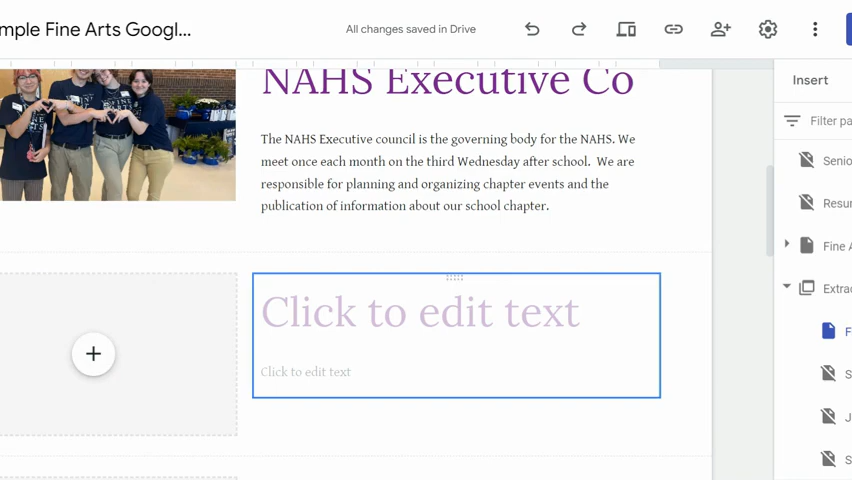 mple Fine Arts Googl...
All changes saved in Drive
Insert
NAHS Executive Co
Filter pa
The NAHS Executive council is the governing body for the NAHS. We
meet once each month on the third Wednesday after school. We are
responsible for planning and organizing chapter events and the
publication of information about our school chapter.
Senio
Resu
Fine A
Extrac
Click to edit text
Click to edit text
F
S
J
S